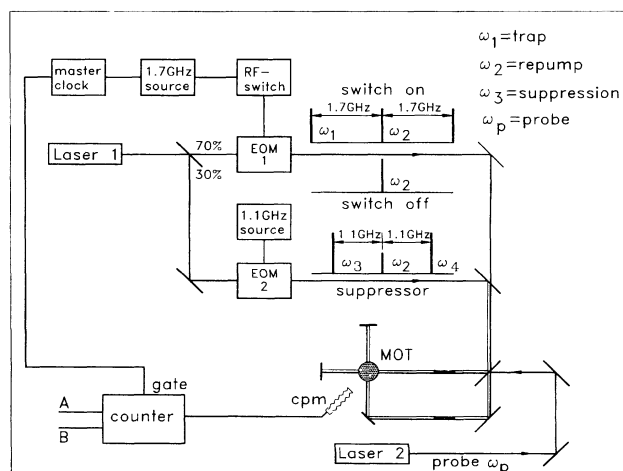 ω₁=trap
ω₂=repump
ω₃=suppression
ωₚ=probe
master
clock
1.7GHz
source
RF-
switch
switch on
1.7GHz
1.7GHz
ω₁
ω₂
Laser 1
70%
30%
EOM
1
ω₂
switch off
1.1GHz
source
1 1GHz
1.1GHz
EOM
2
ω₃
ω₂
ω₄
suppressor
MOT
gate
cpm
A
B
counter
Laser 2
probe ωₚ